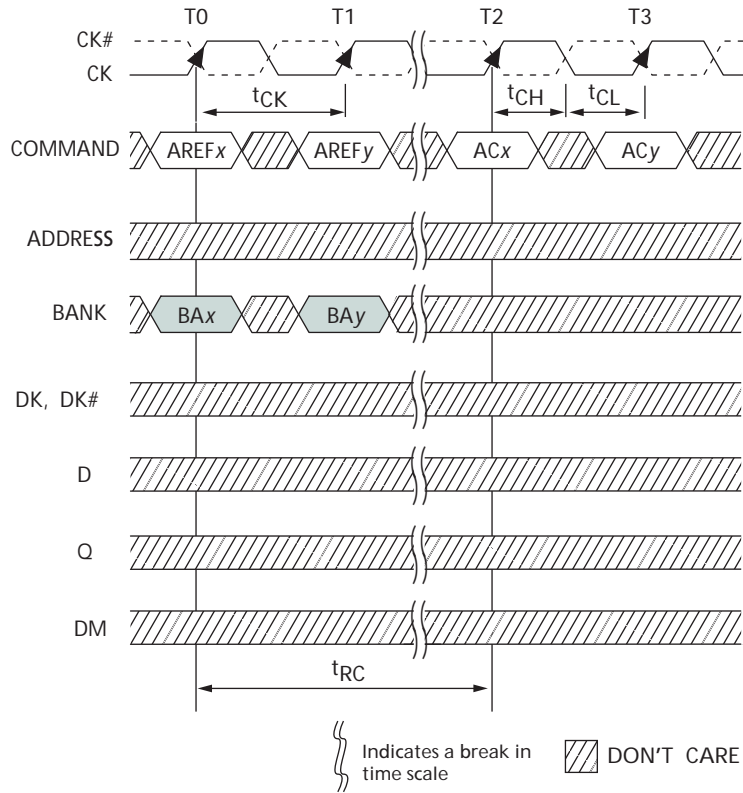 T0 T1 T2 T3
CK#
CK
tCK tCH tCL
COMMAND AREFx AREFy ACx ACy
ADDRESS
BANK BAx BAy
DK, DK#
D
Q
DM
tRC
Indicates a break in
time scale
DON'T CARE